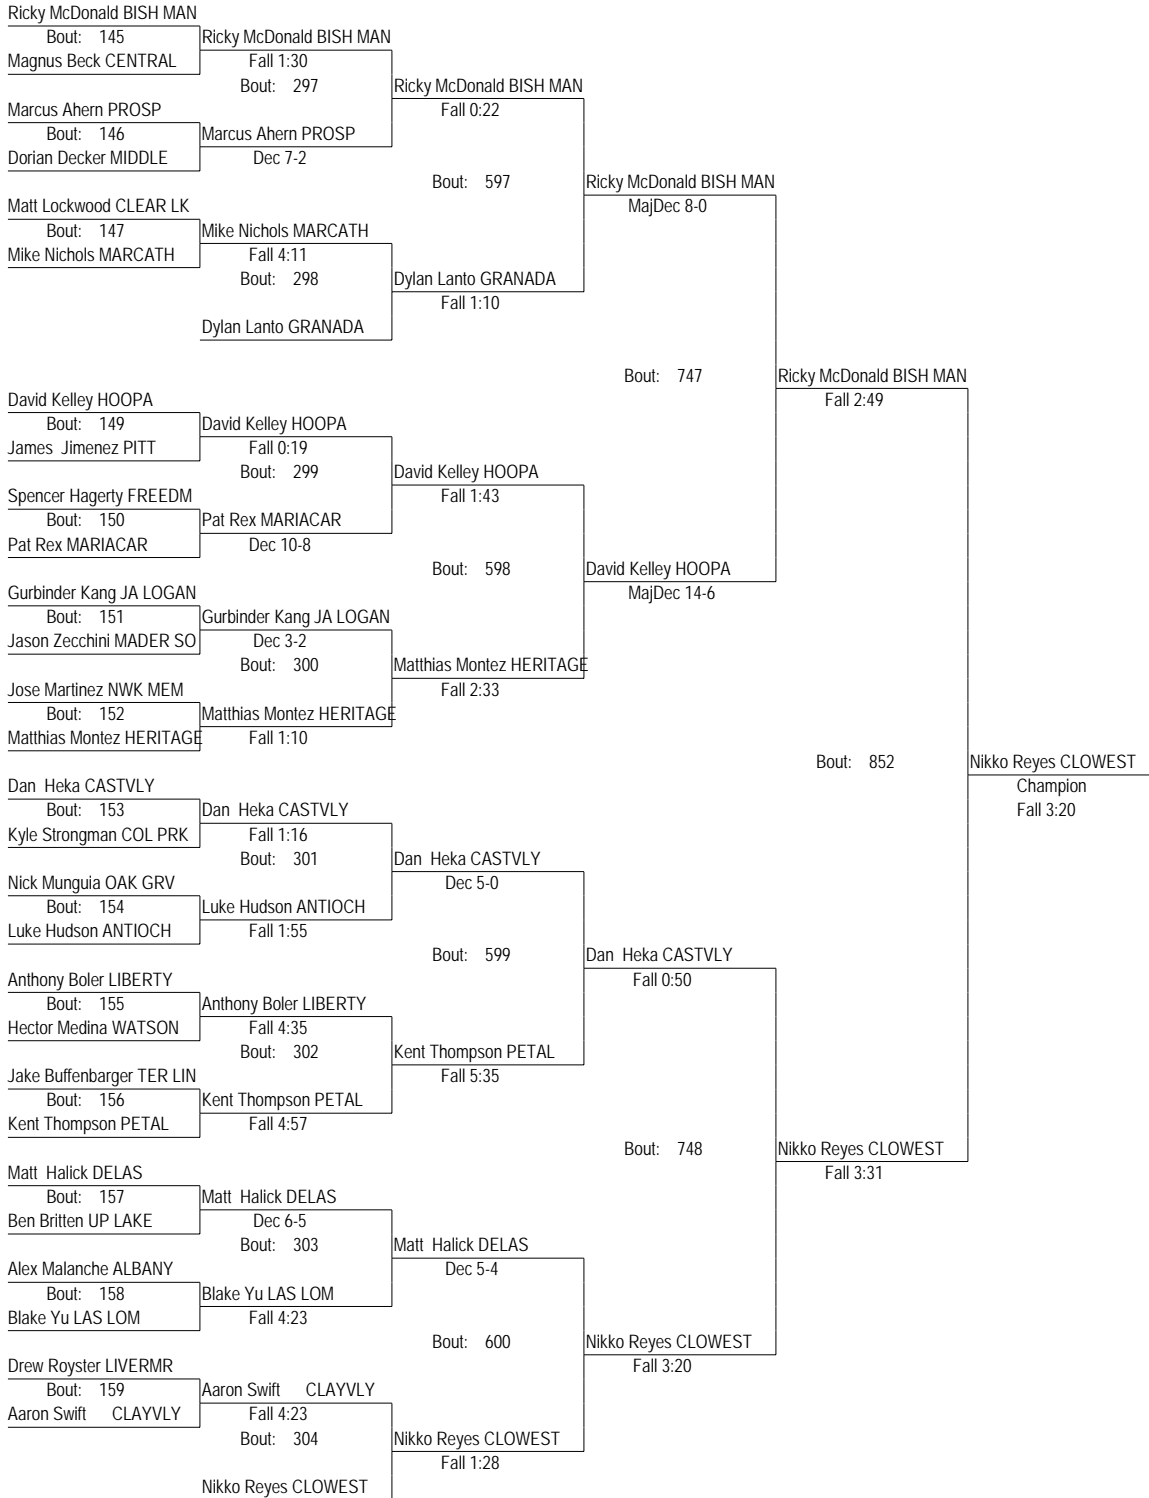 Ricky McDonald BISH MAN
Bout: 145
Ricky McDonald BISH MAN
Magnus Beck CENTRAL
Fall 1:30
Bout: 297
Ricky McDonald BISH MAN
Marcus Ahern PROSP
Fall 0:22
Bout: 146
Marcus Ahern PROSP
Dorian Decker MIDDLE
Dec 7-2
Bout: 597
Ricky McDonald BISH MAN
Matt Lockwood CLEAR LK
MajDec 8-0
Bout: 147
Mike Nichols MARCATH
Mike Nichols MARCATH
Fall 4:11
Bout: 298
Dylan Lanto GRANADA
Fall 1:10
Dylan Lanto GRANADA
Bout: 747
Ricky McDonald BISH MAN
David Kelley HOOPA
Fall 2:49
Bout: 149
David Kelley HOOPA
James Jimenez PITT
Fall 0:19
Bout: 299
David Kelley HOOPA
Spencer Hagerty FREEDM
Fall 1:43
Bout: 150
Pat Rex MARIACAR
Pat Rex MARIACAR
Dec 10-8
Bout: 598
David Kelley HOOPA
Gurbinder Kang JA LOGAN
MajDec 14-6
Bout: 151
Gurbinder Kang JA LOGAN
Jason Zecchini MADER SO
Dec 3-2
Bout: 300
Matthias Montez HERITAGE
Jose Martinez NWK MEM
Fall 2:33
Bout: 152
Matthias Montez HERITAGE
Matthias Montez HERITAGE
Fall 1:10
Bout: 852
Nikko Reyes CLOWEST
Dan Heka CASTVLY
Champion
Bout: 153
Dan Heka CASTVLY
Fall 3:20
Kyle Strongman COL PRK
Fall 1:16
Bout: 301
Dan Heka CASTVLY
Nick Munguia OAK GRV
Dec 5-0
Bout: 154
Luke Hudson ANTIOCH
Luke Hudson ANTIOCH
Fall 1:55
Bout: 599
Dan Heka CASTVLY
Anthony Boler LIBERTY
Fall 0:50
Bout: 155
Anthony Boler LIBERTY
Hector Medina WATSON
Fall 4:35
Bout: 302
Kent Thompson PETAL
Jake Buffenbarger TER LIN
Fall 5:35
Bout: 156
Kent Thompson PETAL
Kent Thompson PETAL
Fall 4:57
Bout: 748
Nikko Reyes CLOWEST
Matt Halick DELAS
Fall 3:31
Bout: 157
Matt Halick DELAS
Ben Britten UP LAKE
Dec 6-5
Bout: 303
Matt Halick DELAS
Alex Malanche ALBANY
Dec 5-4
Bout: 158
Blake Yu LAS LOM
Blake Yu LAS LOM
Fall 4:23
Bout: 600
Nikko Reyes CLOWEST
Drew Royster LIVERMR
Fall 3:20
Bout: 159
Aaron Swift CLAYVLY
Aaron Swift CLAYVLY
Fall 4:23
Bout: 304
Nikko Reyes CLOWEST
Fall 1:28
Nikko Reyes CLOWEST